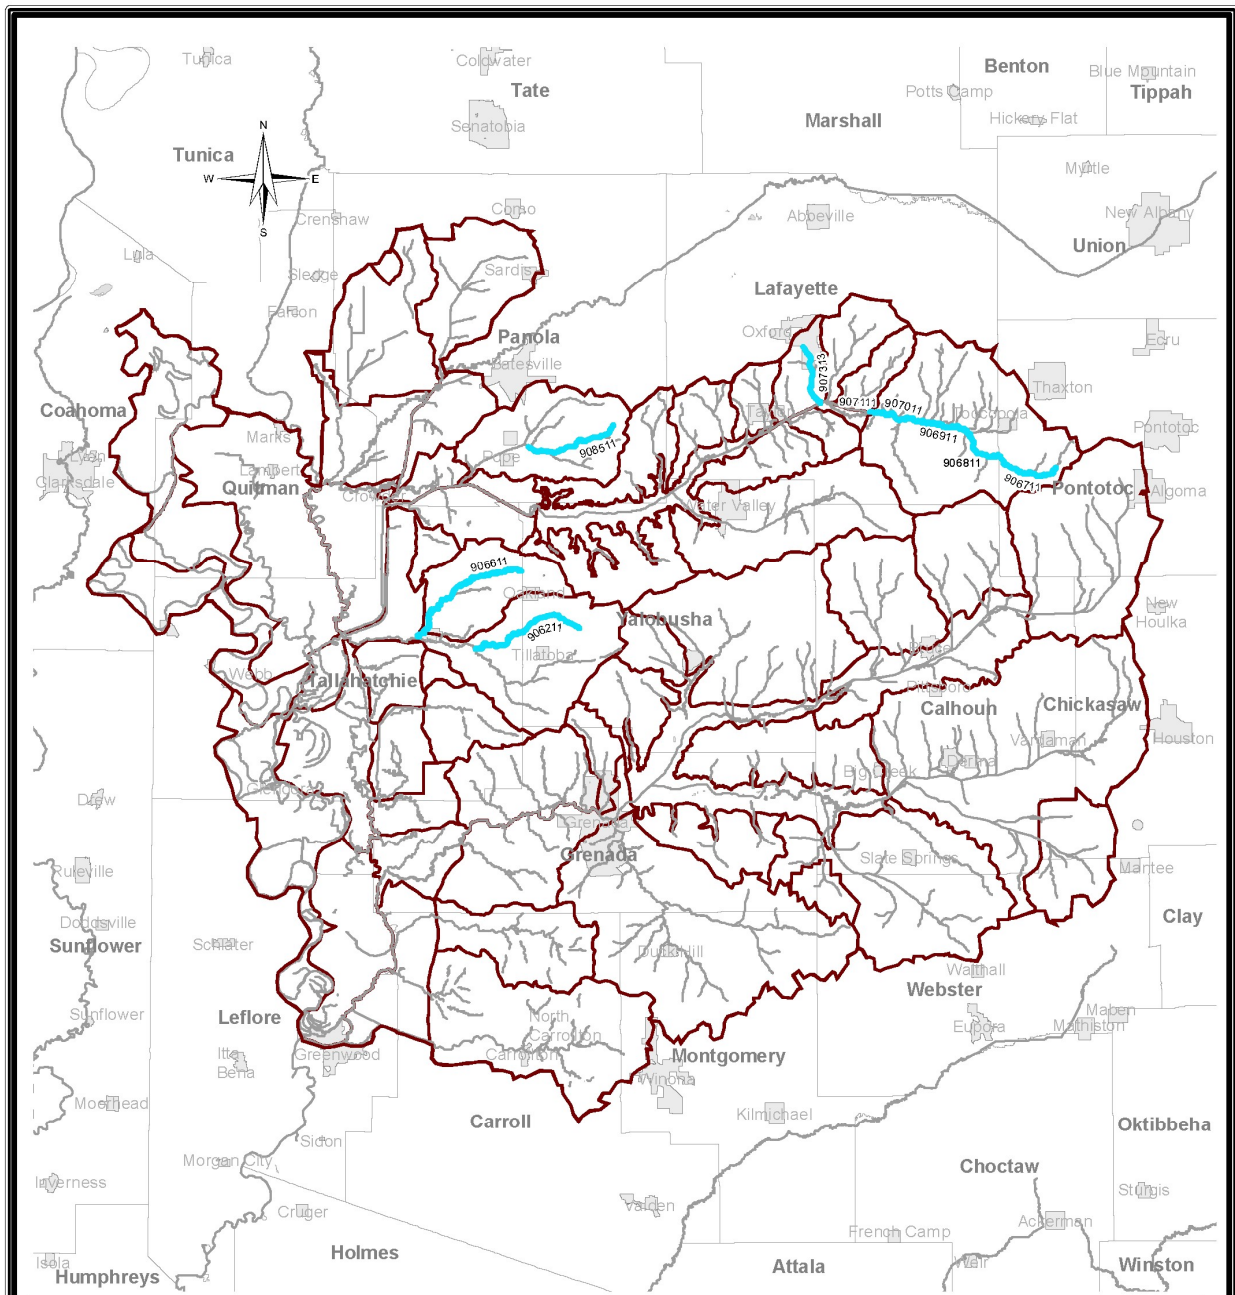 Tunica
Coldwater
Benton
Blue Mountain
Tippah
Tate
Potts Camp
Senatobia
Marshall
Hickory Flat
N
Tunica
W
E
S
Myrtle
Crenshaw
Como
Abbeville
New Albany
Union
Lula
Sledge
Sardis
Lafayette
Falcon
Oxford
Panola
Ecru
Batesville
907313
Thaxton
Coahoma
907111
907011
Toccopola
Marks
Pontotoc
906911
908511
Lyon
Pope
906811
Lambert
Clarksdale
Quitman
906711
Pontotoc
Algoma
Water Valley
906611
Oakland
New
Houlka
Yalobusha
906211
Tillatoba
Webb
Tallahatchie
Pittsboro
Calhoun
Chickasaw
Vardaman
Houston
Derma
Big Creek
Drew
Grenada
Grenada
Slate Springs
Ruleville
Mantee
Doddsville
Clay
Sunflower
Schlater
Duck Hill
Walthall
Webster
Sunflower
Leflore
North
Carrollton
Maben
Eupora
Mathiston
Itta
Bena
Greenwood
Carrollton
Montgomery
Winona
Moorhead
Kilmichael
Carroll
Oktibbeha
Sidon
Morgan City
Choctaw
Inverness
Sturgis
Cruger
Vaiden
Ackerman
French Camp
Holmes
Isola
Weir
Attala
Winston
Humphreys